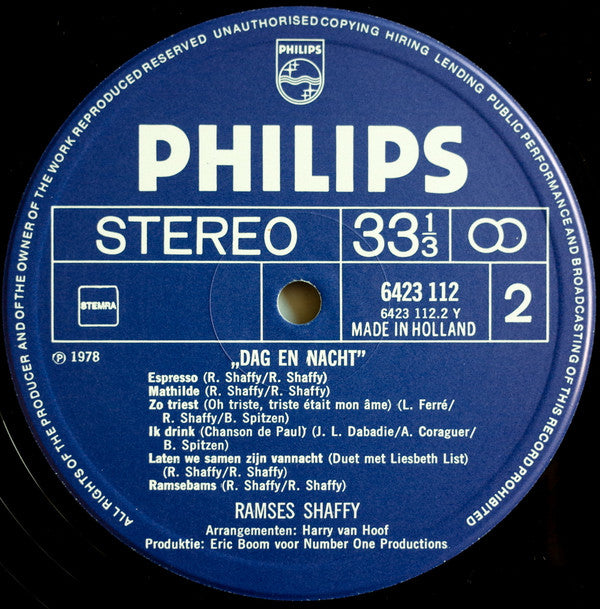 ALL RIGHTS OF THE PRODUCER AND OF THE OWNER OF THE WORK REPRODUCED RESERVED UNAUTHORISED COPYING HIRING LENDING PUBLIC PERFORMANCE AND BROADCASTING OF THIS RECORD PROHIBITED
PHILIPS
PHILIPS
STEREO
33 1/3
STEMRA
6423 112
6423 112.2 Y
MADE IN HOLLAND
2
℗ 1978
„DAG EN NACHT”
Espresso (R. Shaffy/R. Shaffy)
Mathilde (R. Shaffy/R. Shaffy)
Zo triest (Oh triste, triste était mon âme) (L. Ferré/
R. Shaffy/B. Spitzen)
Ik drink (Chanson de Paul) (J. L. Dabadie/A. Coraguer/
B. Spitzen)
Laten we samen zijn vannacht (Duet met Liesbeth List)
(R. Shaffy/R. Shaffy)
Ramsebams (R. Shaffy/R. Shaffy)
RAMSES SHAFFY
Arrangementen: Harry van Hoof
Produktie: Eric Boom voor Number One Productions.